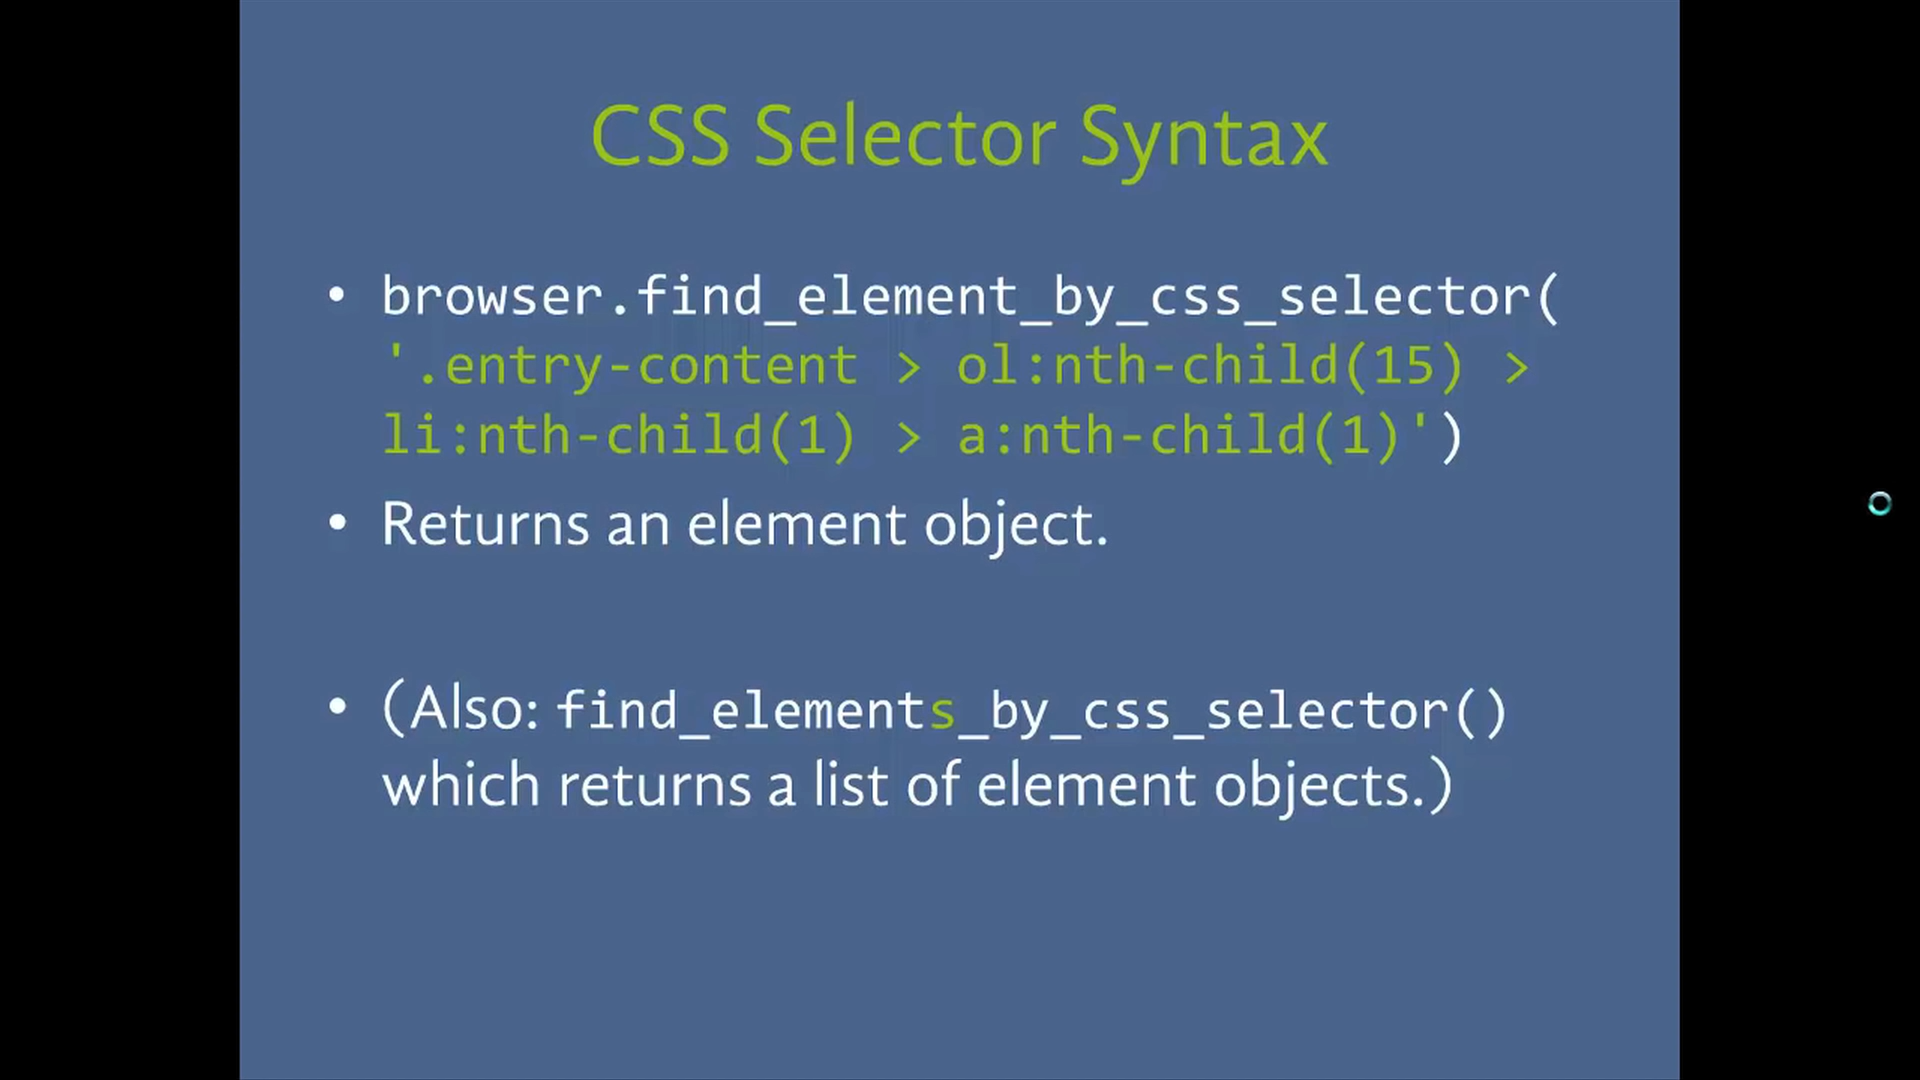 CSS Selector Syntax
• browser.find_element_by_css_selector(
'.entry-content > ol:nth-child(15) >
li:nth-child(1) > a:nth-child(1)')
• Returns an element object.
• (Also: find_elements_by_css_selector()
which returns a list of element objects.)